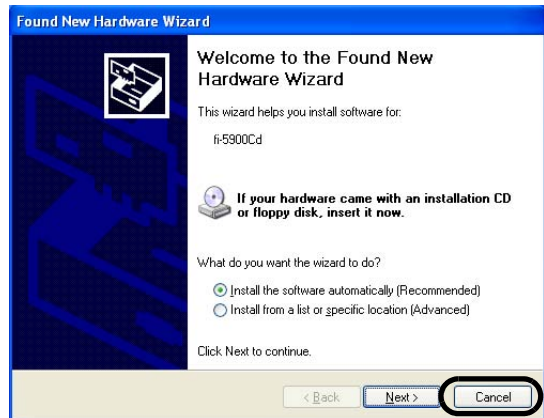 Found New Hardware Wizard
Welcome to the Found New
Hardware Wizard
This wizard helps you install software for:
fi-5900Cd
If your hardware came with an installation CD
or floppy disk, insert it now.
What do you want the wizard to do?
Install the software automatically (Recommended)
Install from a list or specific location (Advanced)
Click Next to continue.
< Back Next > Cancel